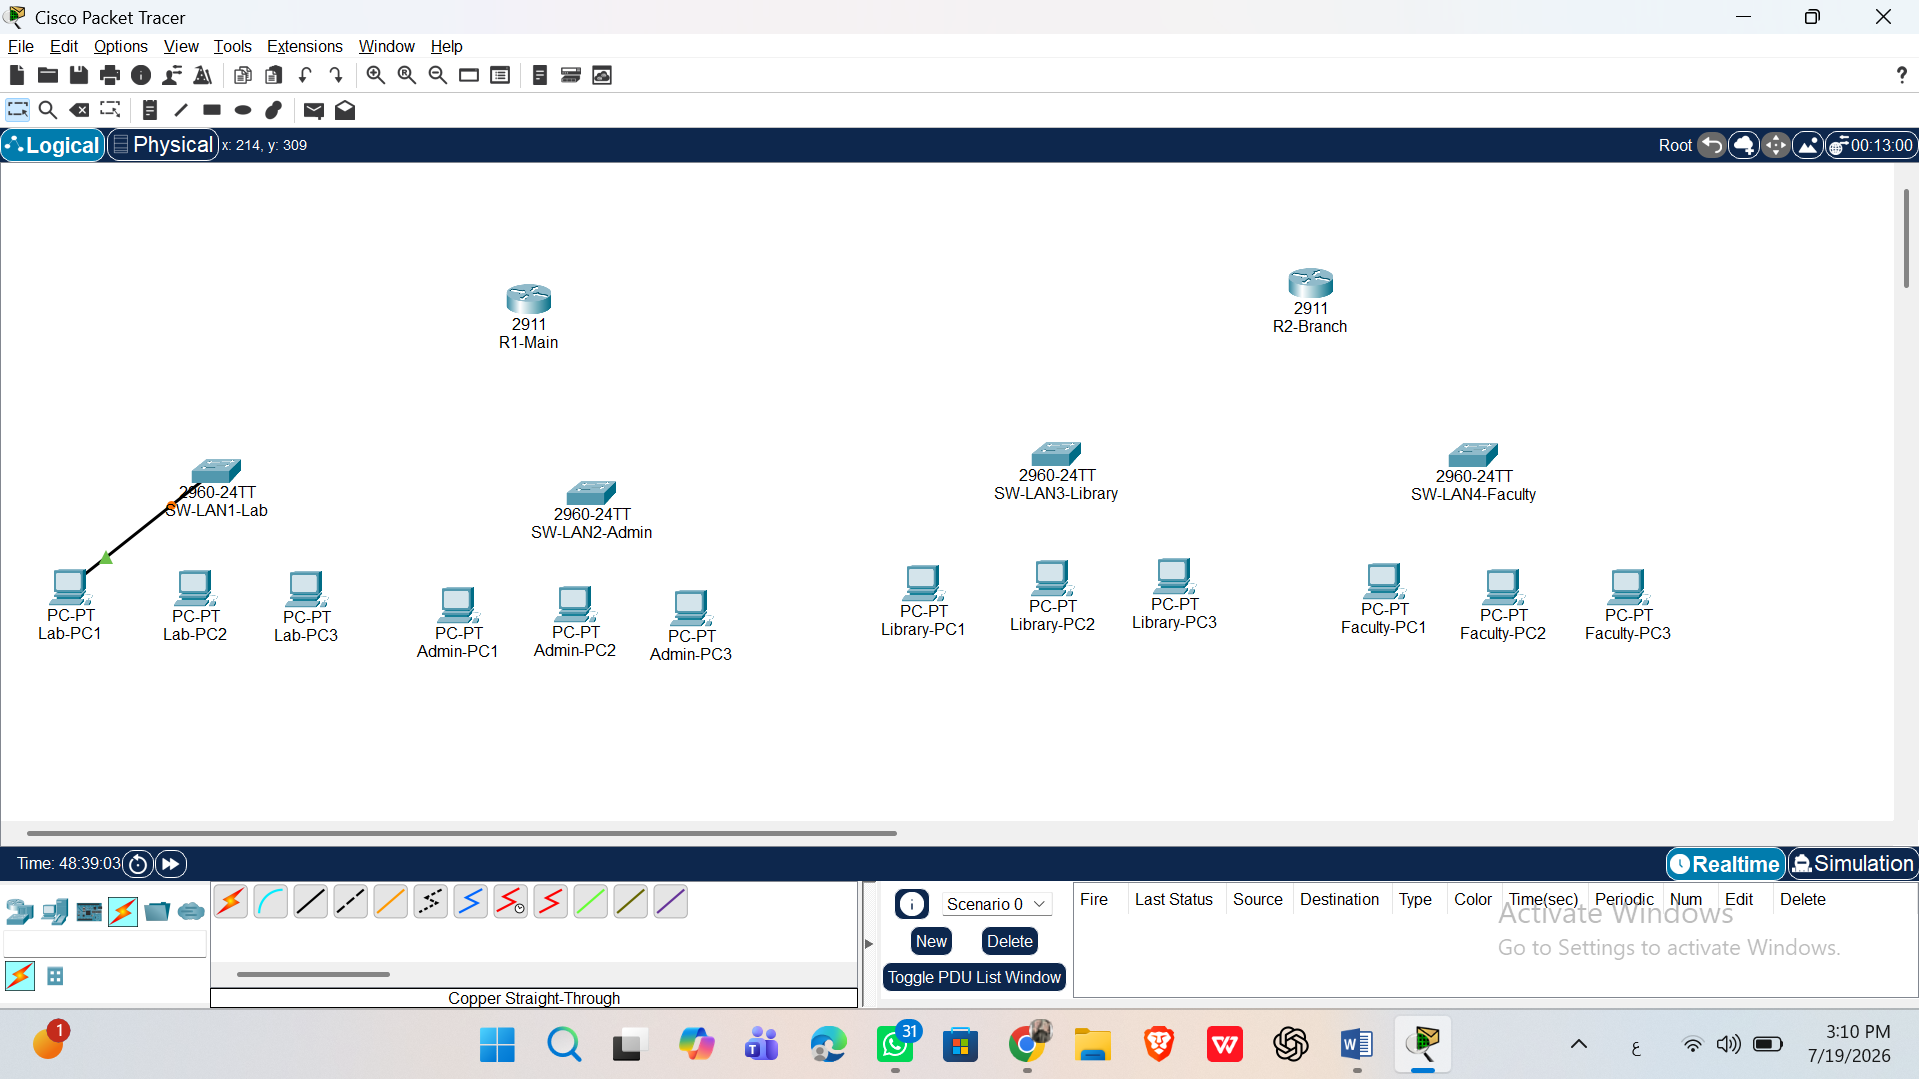 Cisco Packet Tracer
File Edit Options View Tools Extensions Window Help
?
Logical Physical x: 214, y: 309 Root 00:13:00
2911
R1-Main
2911
R2-Branch
2960-24TT
SW-LAN1-Lab
2960-24TT
SW-LAN2-Admin
2960-24TT
SW-LAN3-Library
2960-24TT
SW-LAN4-Faculty
PC-PT
Lab-PC1
PC-PT
Lab-PC2
PC-PT
Lab-PC3
PC-PT
Admin-PC1
PC-PT
Admin-PC2
PC-PT
Admin-PC3
PC-PT
Library-PC1
PC-PT
Library-PC2
PC-PT
Library-PC3
PC-PT
Faculty-PC1
PC-PT
Faculty-PC2
PC-PT
Faculty-PC3
Time: 48:39:03 Realtime Simulation
Scenario 0
New Delete
Toggle PDU List Window
Fire Last Status Source Destination Type Color Time(sec) Periodic Num Edit Delete
Activate Windows
Go to Settings to activate Windows.
Copper Straight-Through
1
31
ع
3:10 PM
7/19/2026